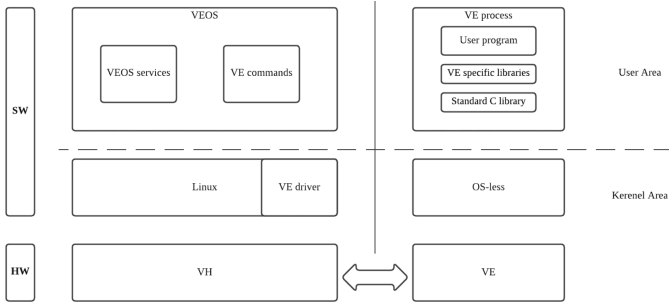 VEOS
VE process
User program
VEOS services
VE commands
VE specific libraries
User Area
Standard C library
SW
Linux
VE driver
OS-less
Kerenel Area
HW
VH
VE